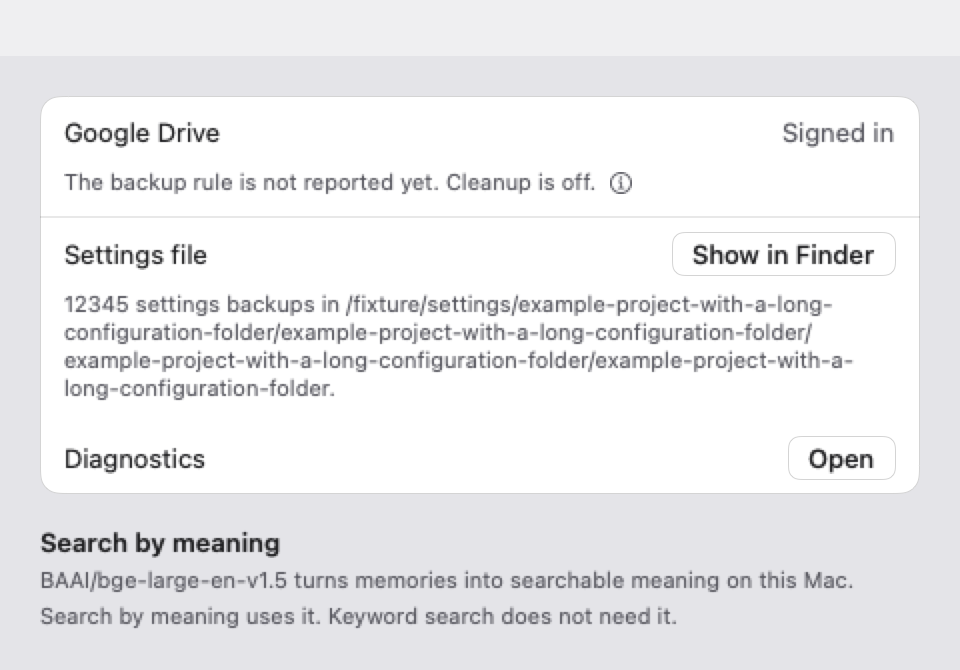 Google Drive
Signed in
The backup rule is not reported yet. Cleanup is off.
Settings file
Show in Finder
12345 settings backups in /fixture/settings/example-project-with-a-long-
configuration-folder/example-project-with-a-long-configuration-folder/
example-project-with-a-long-configuration-folder/example-project-with-a-
long-configuration-folder.
Diagnostics
Open
Search by meaning
BAAI/bge-large-en-v1.5 turns memories into searchable meaning on this Mac.
Search by meaning uses it. Keyword search does not need it.